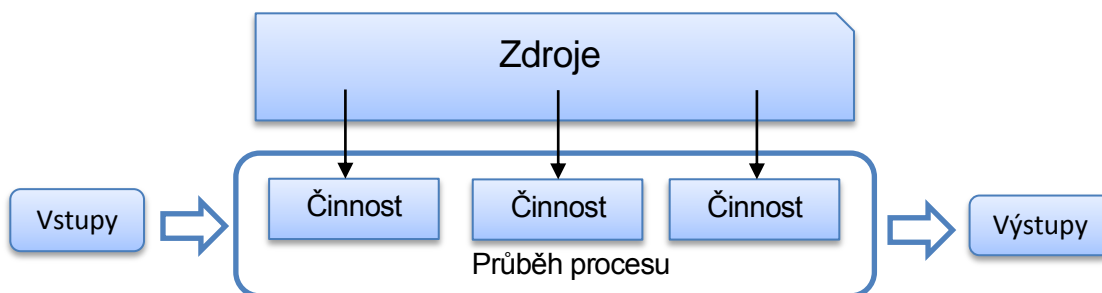 Zdroje
Vstupy
Činnost
Činnost
Činnost
Výstupy
Průběh procesu